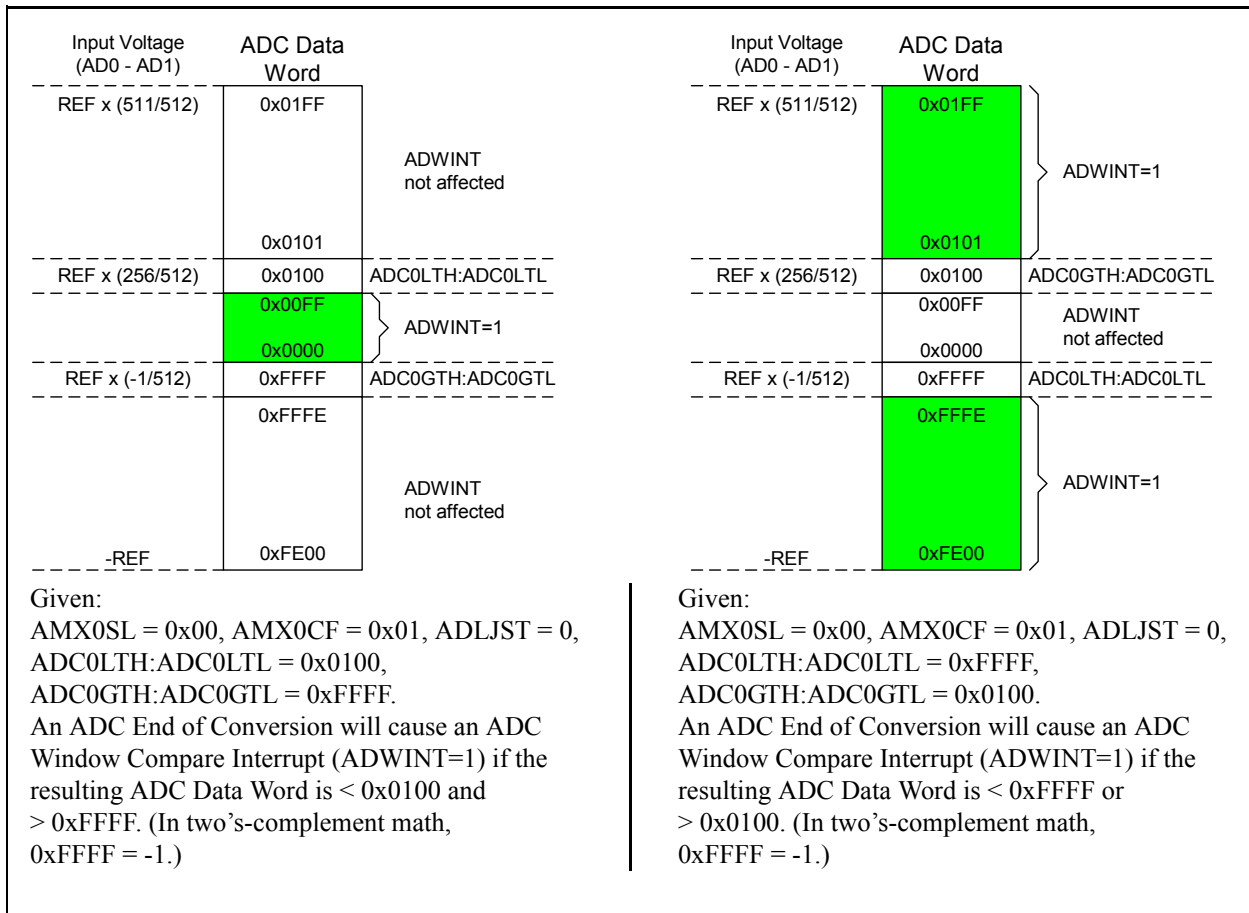 Input Voltage
(AD0 - AD1)
ADC Data
Word
REF x (511/512)
0x01FF
ADWINT
not affected
0x0101
REF x (256/512)
0x0100
ADC0LTH:ADC0LTL
0x00FF
ADWINT=1
0x0000
REF x (-1/512)
0xFFFF
ADC0GTH:ADC0GTL
0xFFFE
ADWINT
not affected
-REF
0xFE00
Given:
AMX0SL = 0x00, AMX0CF = 0x01, ADLJST = 0,
ADC0LTH:ADC0LTL = 0x0100,
ADC0GTH:ADC0GTL = 0xFFFF.
An ADC End of Conversion will cause an ADC
Window Compare Interrupt (ADWINT=1) if the
resulting ADC Data Word is < 0x0100 and
> 0xFFFF. (In two's-complement math,
0xFFFF = -1.)
Input Voltage
(AD0 - AD1)
ADC Data
Word
REF x (511/512)
0x01FF
ADWINT=1
0x0101
REF x (256/512)
0x0100
ADC0GTH:ADC0GTL
0x00FF
ADWINT
not affected
0x0000
REF x (-1/512)
0xFFFF
ADC0LTH:ADC0LTL
0xFFFE
ADWINT=1
-REF
0xFE00
Given:
AMX0SL = 0x00, AMX0CF = 0x01, ADLJST = 0,
ADC0LTH:ADC0LTL = 0xFFFF,
ADC0GTH:ADC0GTL = 0x0100.
An ADC End of Conversion will cause an ADC
Window Compare Interrupt (ADWINT=1) if the
resulting ADC Data Word is < 0xFFFF or
> 0x0100. (In two's-complement math,
0xFFFF = -1.)